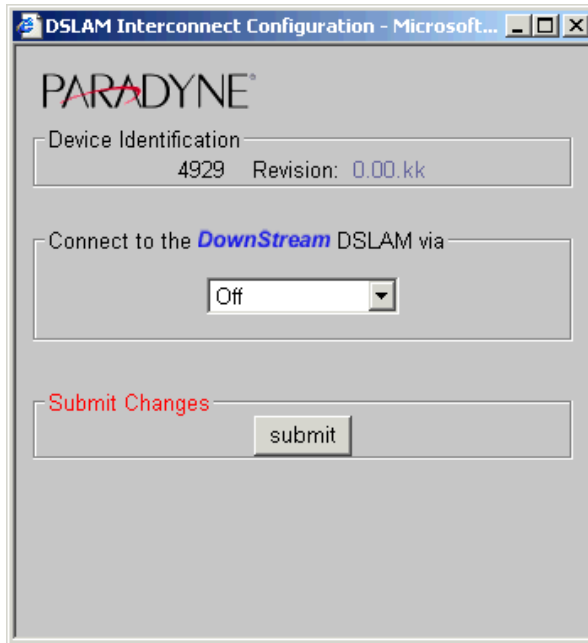 DSLAM Interconnect Configuration - Microsoft...
PARADYNE®
Device Identification
4929 Revision: 0.00.kk
Connect to the DownStream DSLAM via
Off
Submit Changes
submit